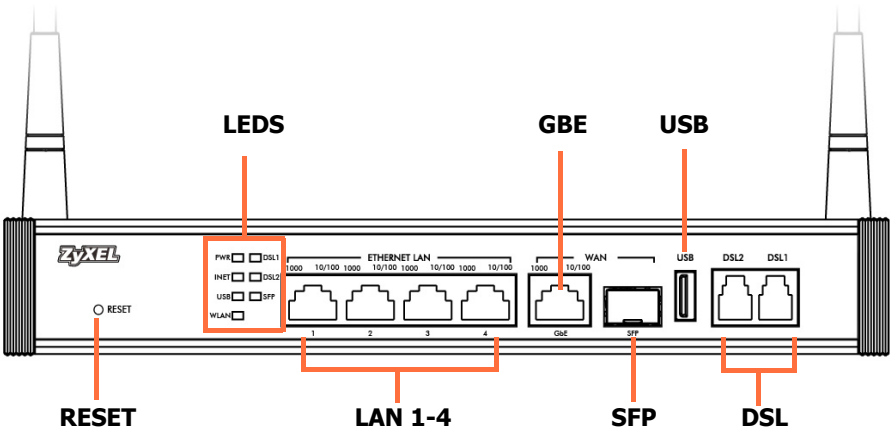 LEDS GBE USB
ZyXEL
PWR DSL1
INET DSL2
USB SFP
WLAN
RESET
ETHERNET LAN
1000 10/100 1000 10/100 1000 10/100 1000 10/100
1 2 3 4
WAN
1000 10/100
GbE SFP
USB DSL2 DSL1
RESET LAN 1-4 SFP DSL